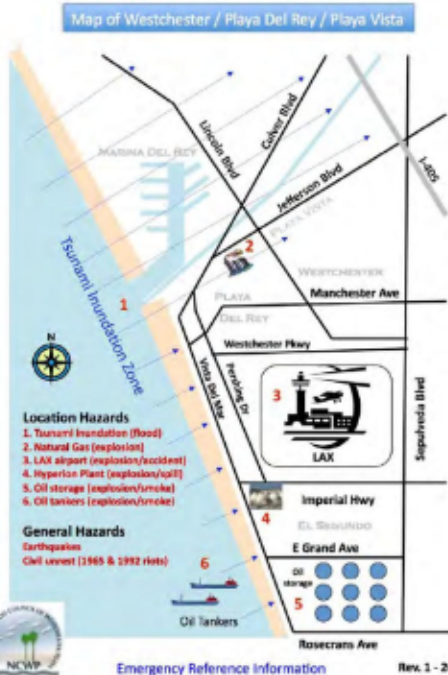 Map of Westchester / Playa Del Rey / Playa Vista
Lincoln Blvd
Culver Blvd
I-405
MARINA DEL REY
Jefferson Blvd
PLAYA VISTA
2
Tsunami Inundation Zone
WESTCHESTER
1
PLAYA
DEL REY
Manchester Ave
N
Westchester Pkwy
Vista Del Mar
Pershing Dr
3
LAX
Sepulveda Blvd
Location Hazards
1. Tsunami Inundation (flood)
2. Natural Gas (explosion)
3. LAX airport (explosion/accident)
4. Hyperion Plant (explosion/spill)
5. Oil storage (explosion/smoke)
6. Oil tankers (explosion/smoke)
General Hazards
Earthquakes
Civil unrest (1965 & 1992 riots)
4
Imperial Hwy
EL SEGUNDO
E Grand Ave
6
Oil Tankers
Oil
storage
5
Rosecrans Ave
NCWP
Emergency Reference Information
Rev. 1 - 20